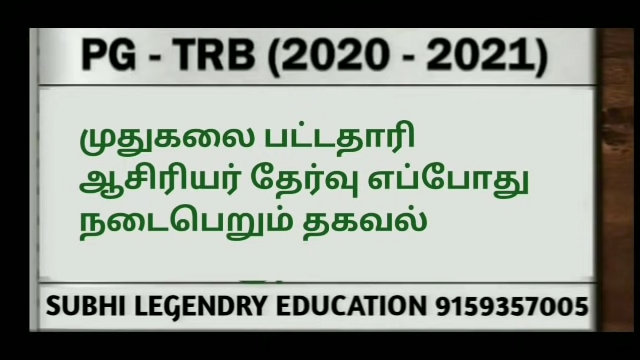 PG - TRB (2020 - 2021)
முதுகலை பட்டதாரி
ஆசிரியர் தேர்வு எப்போது
நடைபெறும் தகவல்
SUBHI LEGENDRY EDUCATION 9159357005